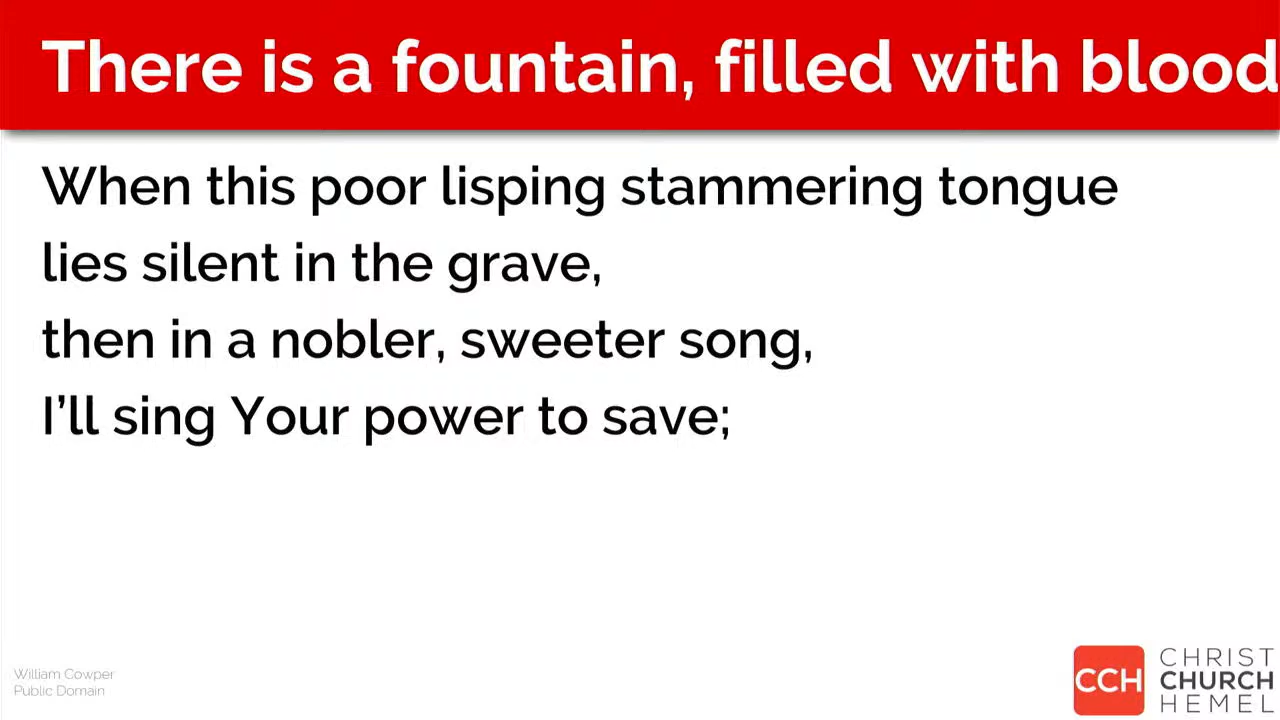 There is a fountain, filled with blood
When this poor lisping stammering tongue
lies silent in the grave,
then in a nobler, sweeter song,
I’ll sing Your power to save;
William Cowper
Public Domain
CCH
CHRIST
CHURCH
HEMEL